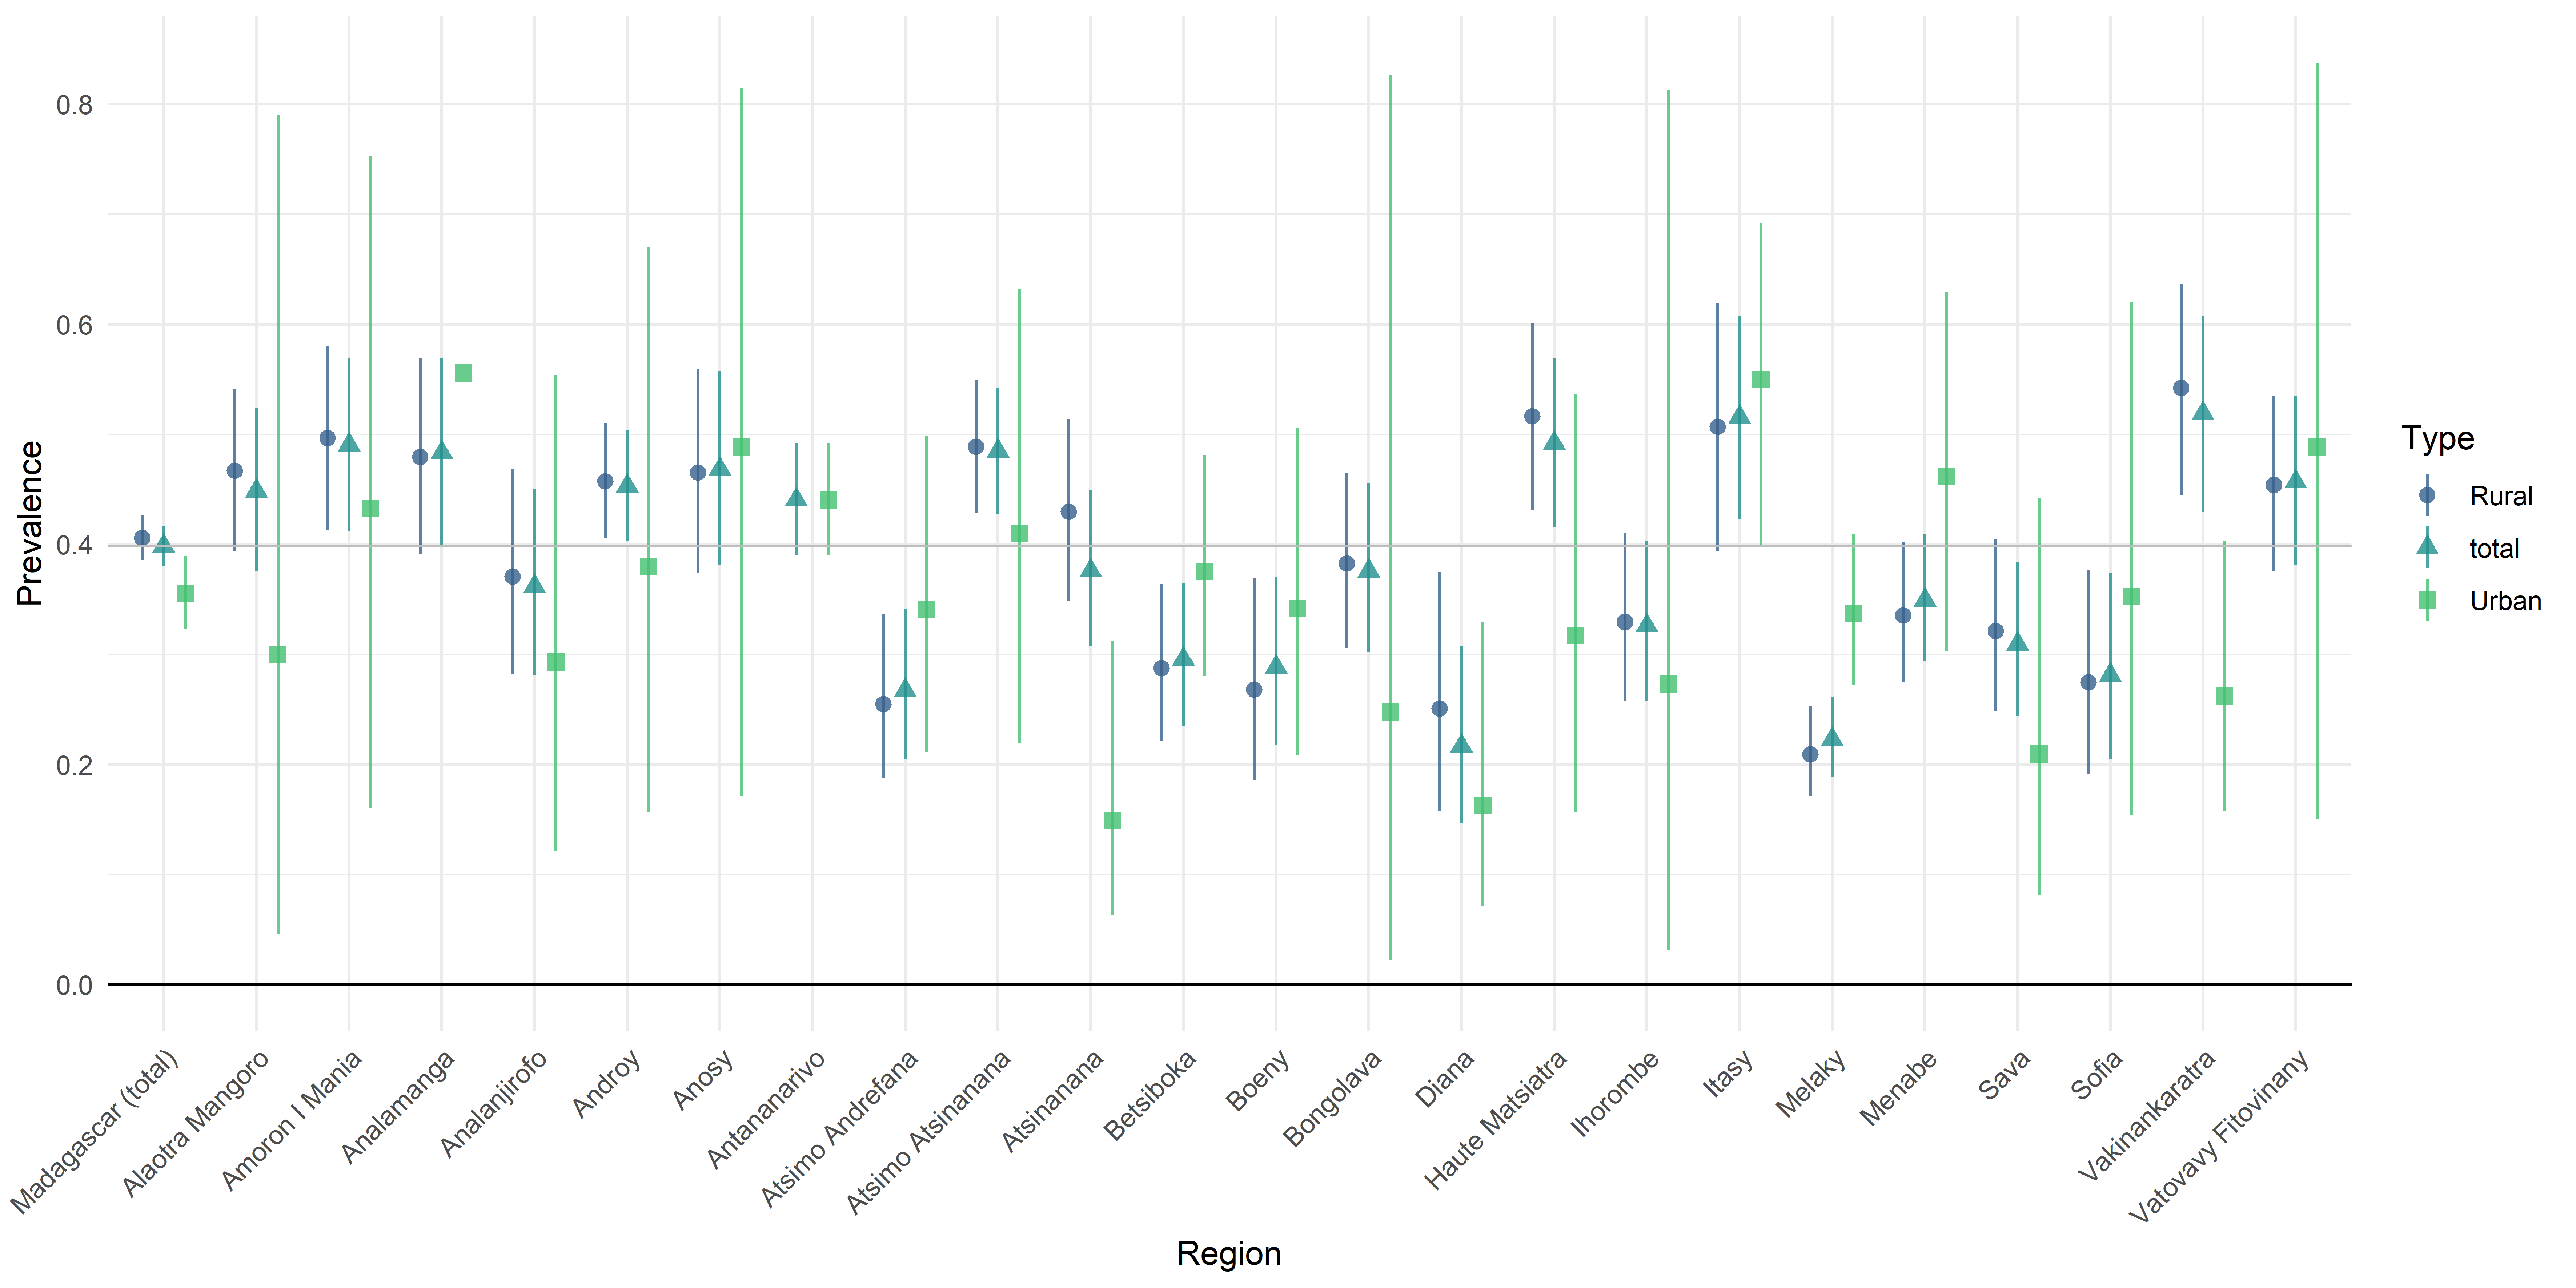 Prevalence
0.8
0.6
0.4
0.2
0.0
Madagascar (total)
Alaotra Mangoro
Amoron I Mania
Analamanga
Analanjirofo
Androy
Anosy
Antananarivo
Atsimo Andrefana
Atsimo Atsinanana
Atsinanana
Betsiboka
Boeny
Bongolava
Diana
Haute Matsiatra
Ihorombe
Itasy
Melaky
Menabe
Sava
Sofia
Vakinankaratra
Vatovavy Fitovinany
Region
Type
Rural
total
Urban